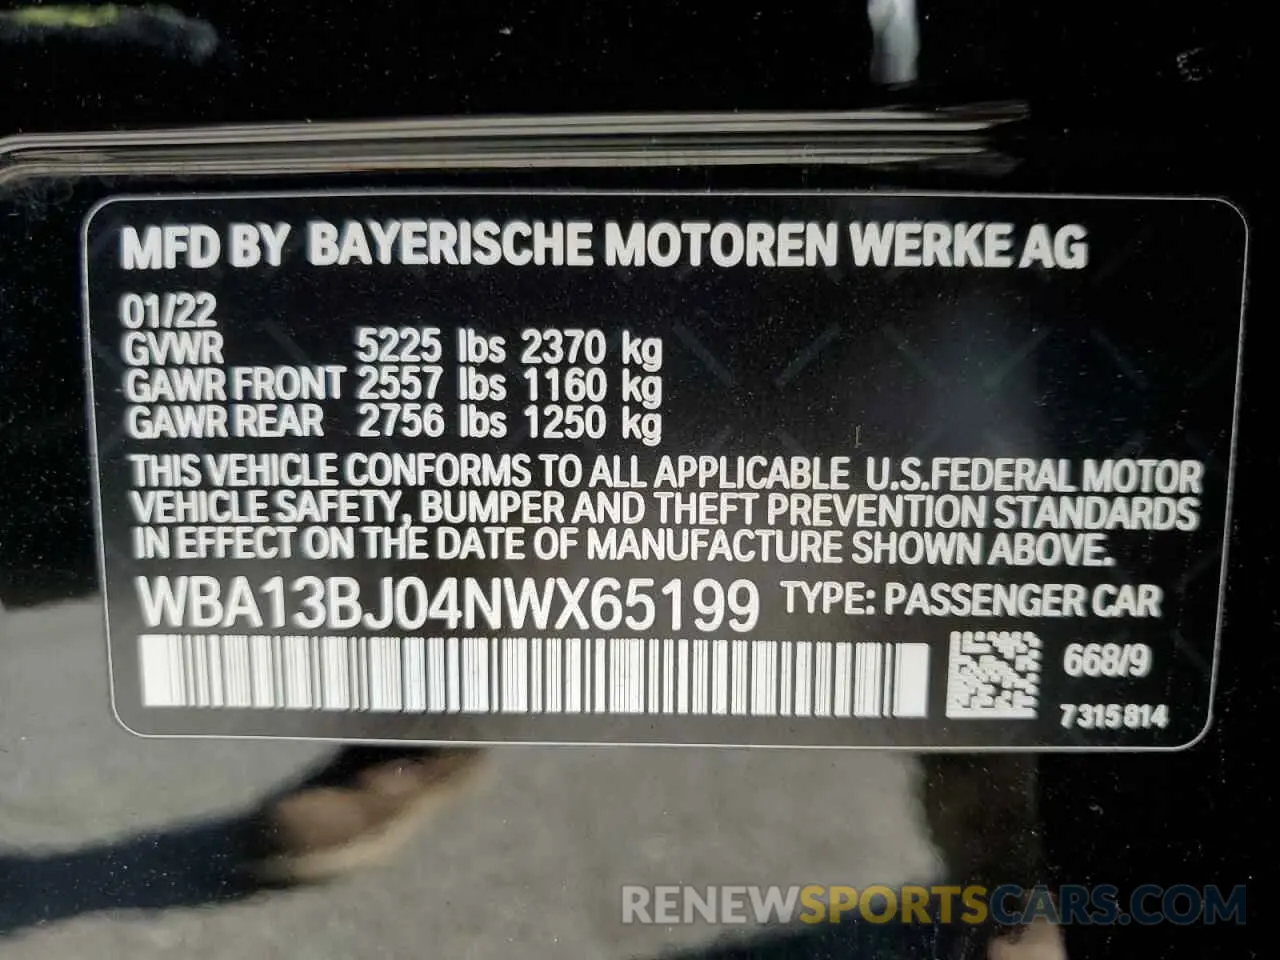 MFD BY BAYERISCHE MOTOREN WERKE AG
01/22
GVWR 5225 lbs 2370 kg
GAWR FRONT 2557 lbs 1160 kg
GAWR REAR 2756 lbs 1250 kg
THIS VEHICLE CONFORMS TO ALL APPLICABLE U.S.FEDERAL MOTOR
VEHICLE SAFETY, BUMPER AND THEFT PREVENTION STANDARDS
IN EFFECT ON THE DATE OF MANUFACTURE SHOWN ABOVE.
WBA13BJ04NWX65199 TYPE: PASSENGER CAR
668/9
7315814
RENEWSPORTSCARS.COM